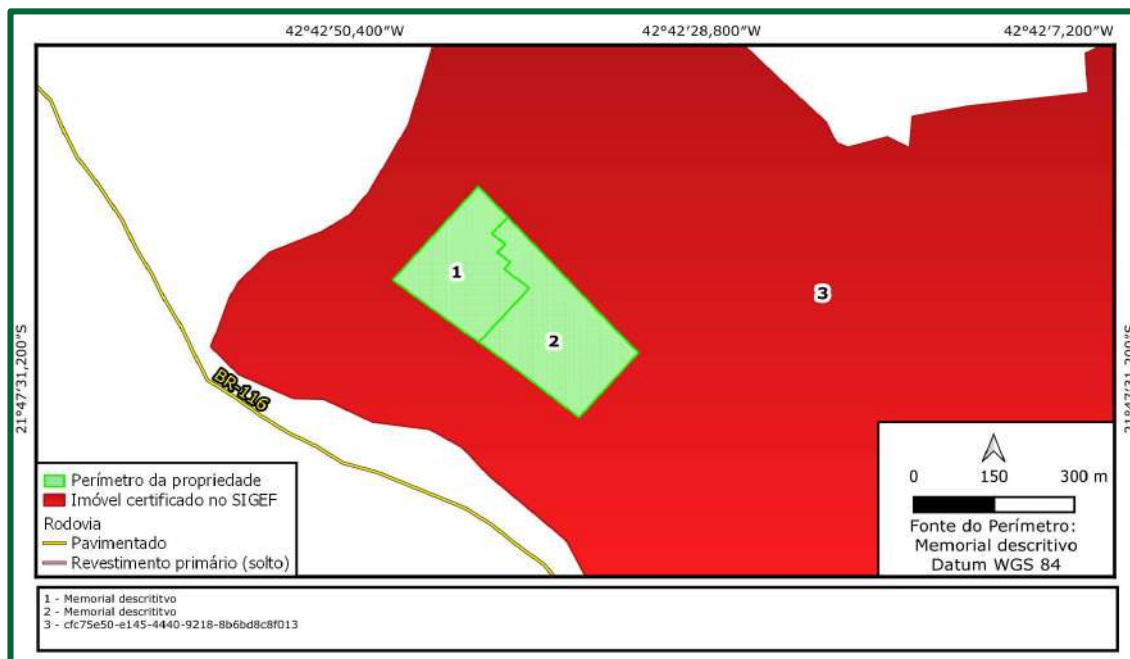 42°42'50,400"W
42°42'28,800"W
42°42'7,200"W
21°47'31,200"S
21°47'31,200"S
1
2
3
BR-116
Perímetro da propriedade
Imóvel certificado no SIGEF
Rodovia
Pavimentado
Revestimento primário (solto)
0 150 300 m
Fonte do Perímetro:
Memorial descritivo
Datum WGS 84
1 - Memorial descrititvo
2 - Memorial descrititvo
3 - cfc75e50-e145-4440-9218-8b6bd8c8f013